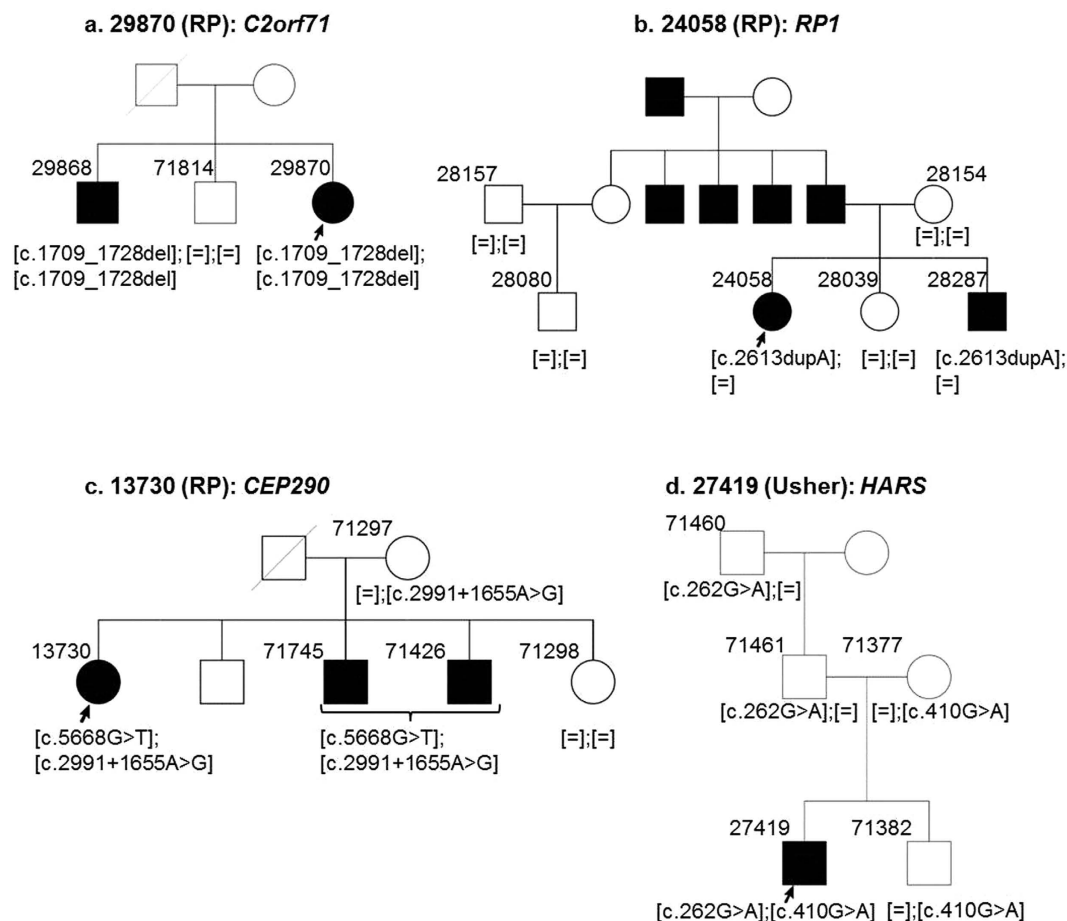 a. 29870 (RP): C2orf71
29868 71814 29870
[c.1709_1728del]; [=];[=] [c.1709_1728del];
[c.1709_1728del] [c.1709_1728del]
b. 24058 (RP): RP1
28157 28154
[=];[=] [=];[=]
28080 24058 28039 28287
[=];[=] [c.2613dupA]; [=];[=] [c.2613dupA];
[=] [=]
c. 13730 (RP): CEP290
71297
[=];[c.2991+1655A>G]
13730 71745 71426 71298
[c.5668G>T]; [c.5668G>T]; [=];[=]
[c.2991+1655A>G] [c.2991+1655A>G]
d. 27419 (Usher): HARS
71460
[c.262G>A];[=]
71461 71377
[c.262G>A];[=] [=];[c.410G>A]
27419 71382
[c.262G>A];[c.410G>A] [=];[c.410G>A]